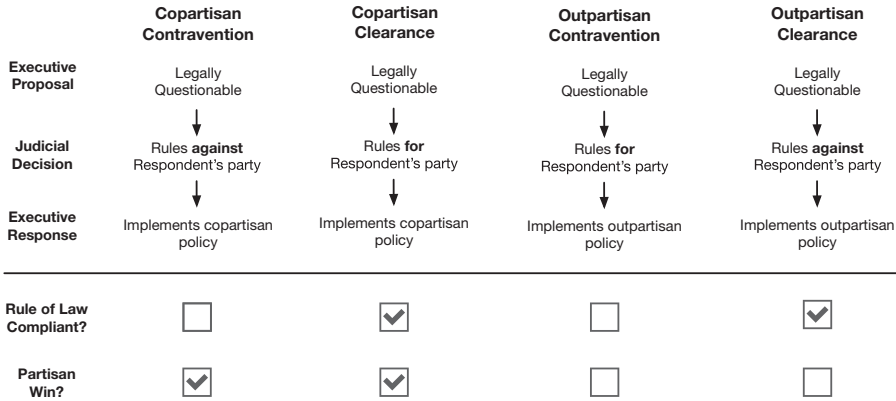 Copartisan Contravention
Copartisan Clearance
Outpartisan Contravention
Outpartisan Clearance
Executive Proposal
Legally Questionable
Legally Questionable
Legally Questionable
Legally Questionable
Judicial Decision
Rules against Respondent's party
Rules for Respondent's party
Rules for Respondent's party
Rules against Respondent's party
Executive Response
Implements copartisan policy
Implements copartisan policy
Implements outpartisan policy
Implements outpartisan policy
Rule of Law Compliant?
Partisan Win?